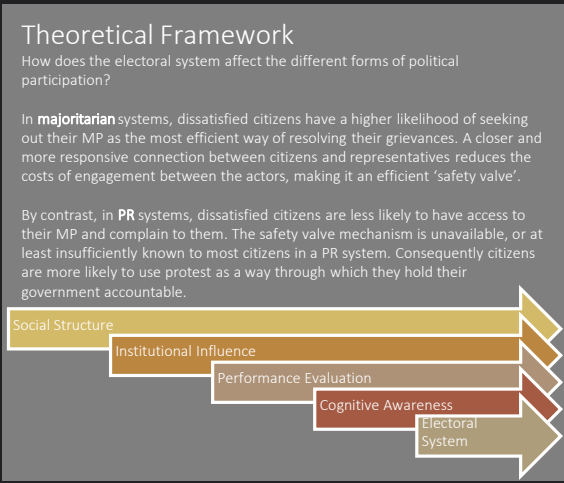 Theoretical Framework
How does the electoral system affect the different forms of political
participation?
In majoritarian systems, dissatisfied citizens have a higher likelihood of seeking
out their MP as the most efficient way of resolving their grievances. A closer and
more responsive connection between citizens and representatives reduces the
costs of engagement between the actors, making it an efficient ‘safety valve’.
By contrast, in PR systems, dissatisfied citizens are less likely to have access to
their MP and complain to them. The safety valve mechanism is unavailable, or at
least insufficiently known to most citizens in a PR system. Consequently citizens
are more likely to use protest as a way through which they hold their
government accountable.
Social Structure
Institutional Influence
Performance Evaluation
Cognitive Awareness
Electoral
System